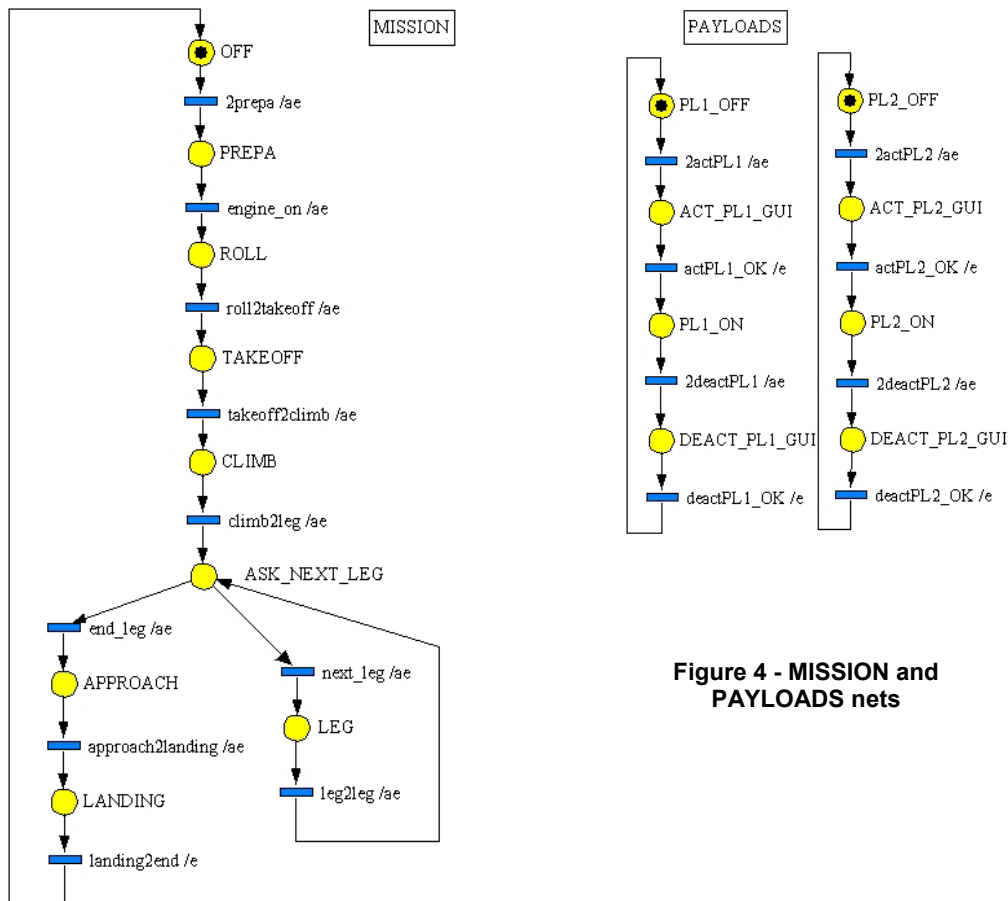 MISSION
OFF
2prepa /ae
PREPA
engine_on /ae
ROLL
roll2takeoff /ae
TAKEOFF
takeoff2climb /ae
CLIMB
climb2leg /ae
ASK_NEXT_LEG
end_leg /ae
APPROACH
approach2landing /ae
LANDING
landing2end /e
next_leg /ae
LEG
leg2leg /ae
PAYLOADS
PL1_OFF
2actPL1 /ae
ACT_PL1_GUI
actPL1_OK /e
PL1_ON
2deactPL1 /ae
DEACT_PL1_GUI
deactPL1_OK /e
PL2_OFF
2actPL2 /ae
ACT_PL2_GUI
actPL2_OK /e
PL2_ON
2deactPL2 /ae
DEACT_PL2_GUI
deactPL2_OK /e
Figure 4 - MISSION and
PAYLOADS nets